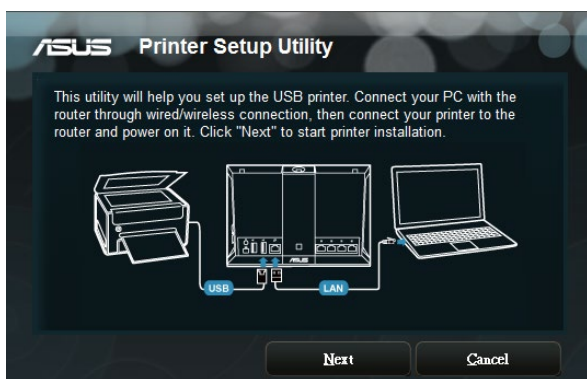 ASUS Printer Setup Utility
This utility will help you set up the USB printer. Connect your PC with the
router through wired/wireless connection, then connect your printer to the
router and power on it. Click "Next" to start printer installation.
ASUS
USB
LAN
Next
Cancel